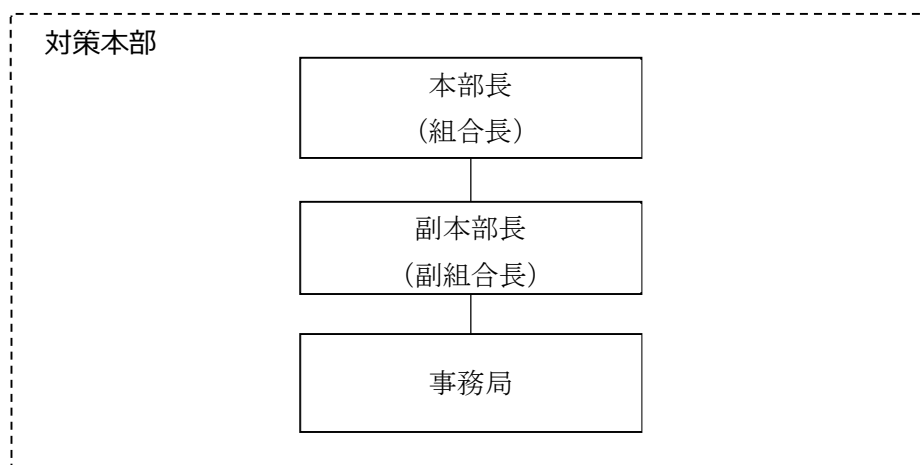 対策本部
本部長
（組合長）
副本部長
（副組合長）
事務局